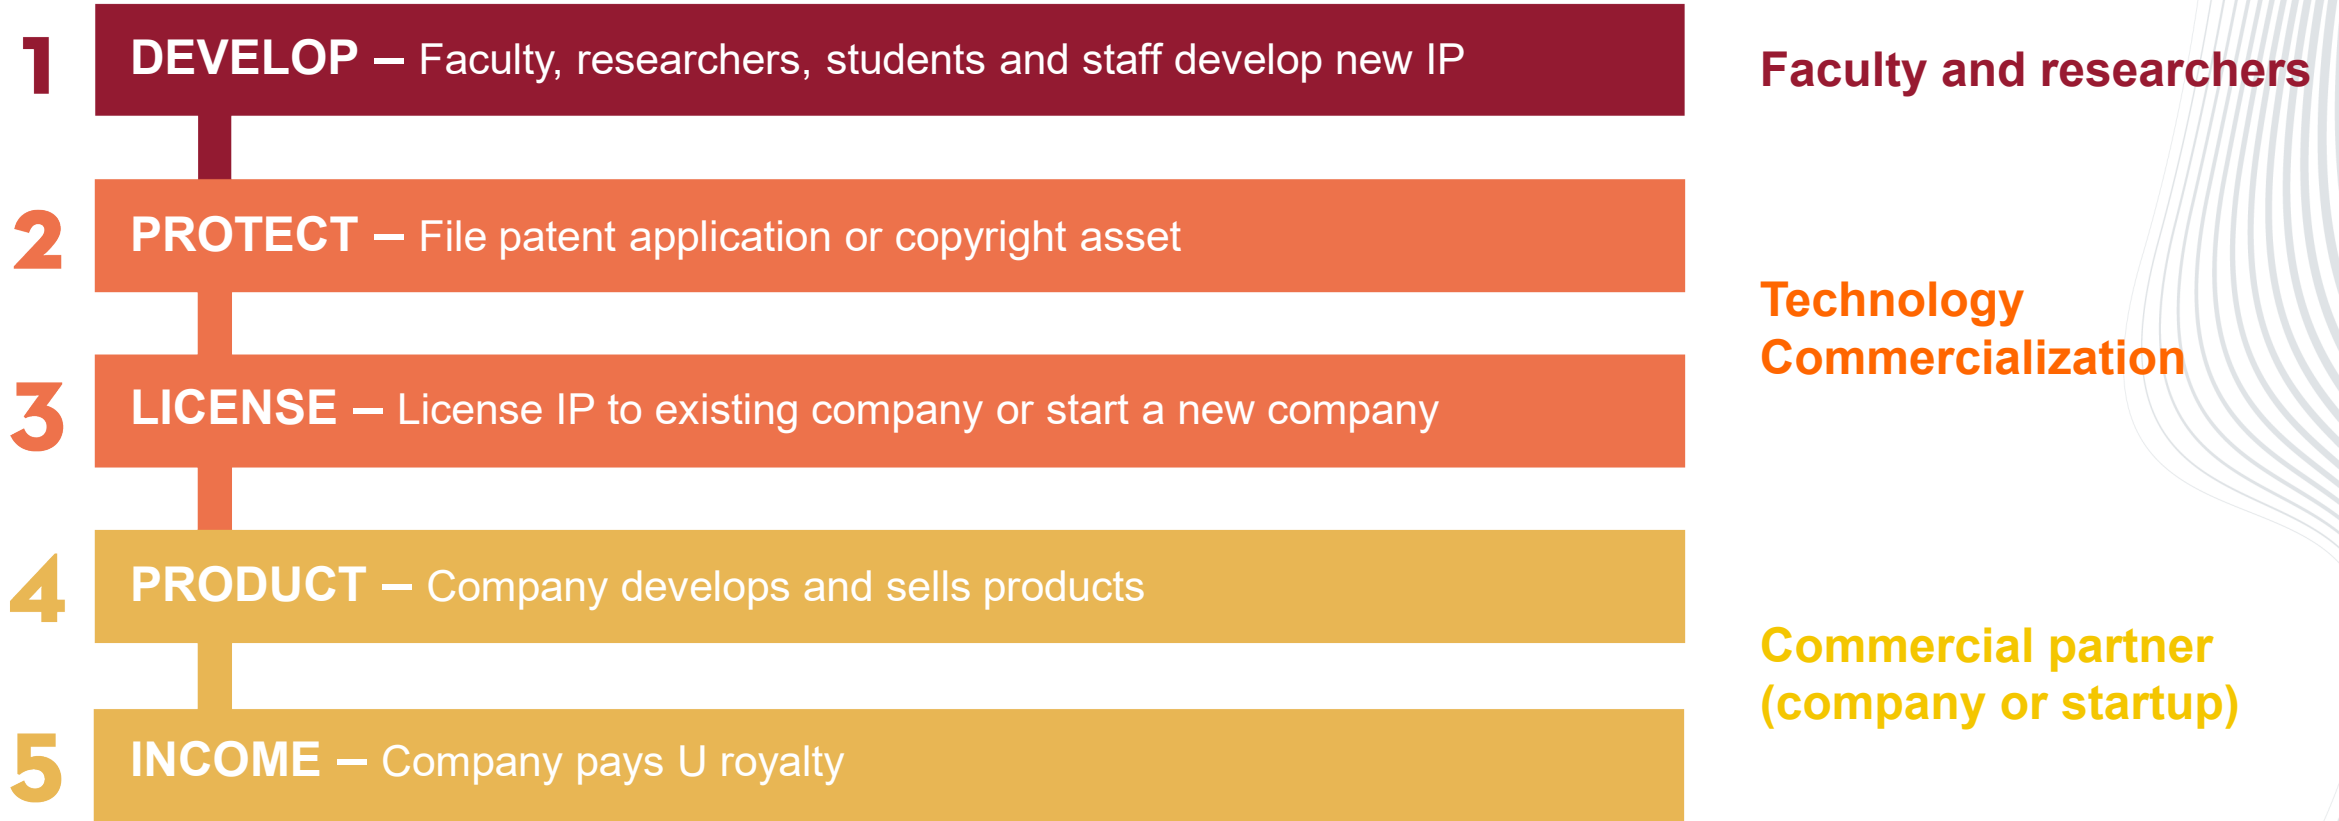 1
DEVELOP – Faculty, researchers, students and staff develop new IP
Faculty and researchers
2
PROTECT – File patent application or copyright asset
Technology
Commercialization
3
LICENSE – License IP to existing company or start a new company
4
PRODUCT – Company develops and sells products
Commercial partner
(company or startup)
5
INCOME – Company pays U royalty